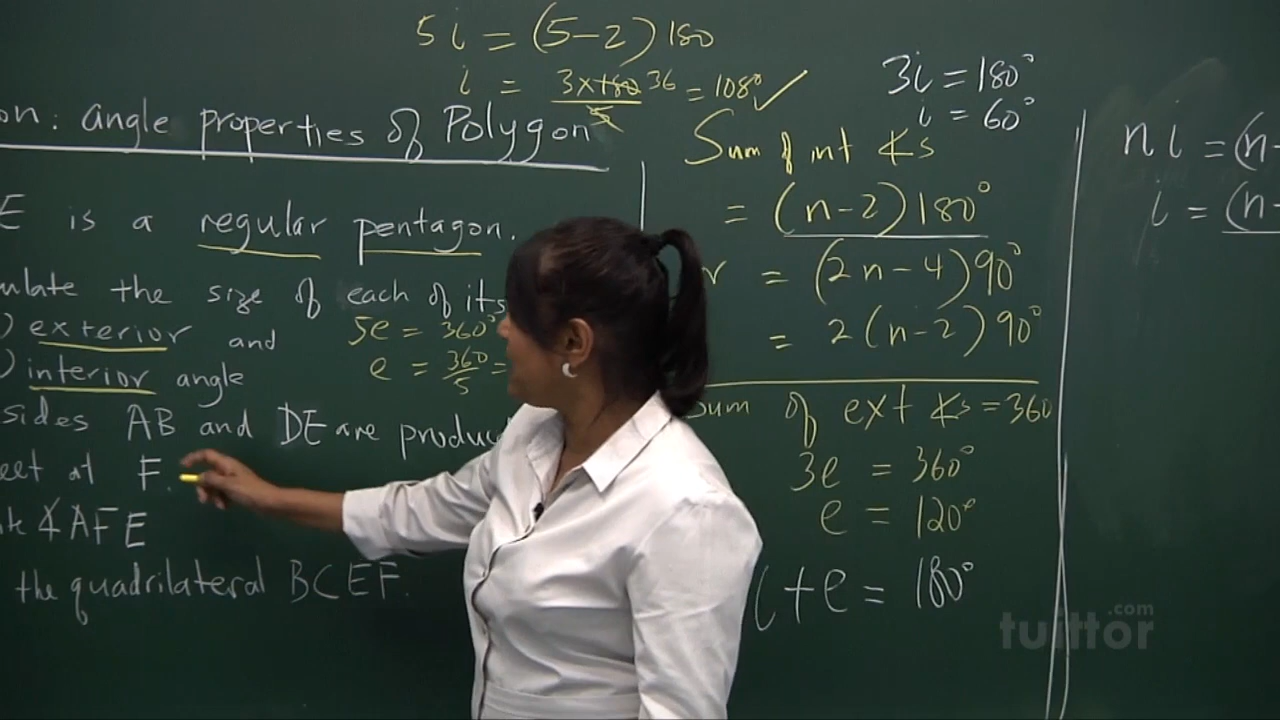 5i = (5-2)180
i = 3x180 36 = 108° ✓
5
on: angle properties of Polygon
E is a regular pentagon.
ulate the size of each of its
) exterior and
) interior angle
5e = 360°
e = 360/5 =
sides AB and DE are produc
eet at F.
∡AFE
the quadrilateral BCEF.
3i = 180°
i = 60°
Sum of int ∡s
= (n-2)180°
= (2n-4)90°
= 2(n-2)90°
Sum of ext ∡s = 360
3e = 360°
e = 120°
i+e = 180°
ni = (n-
i = (n-
tuittor.com